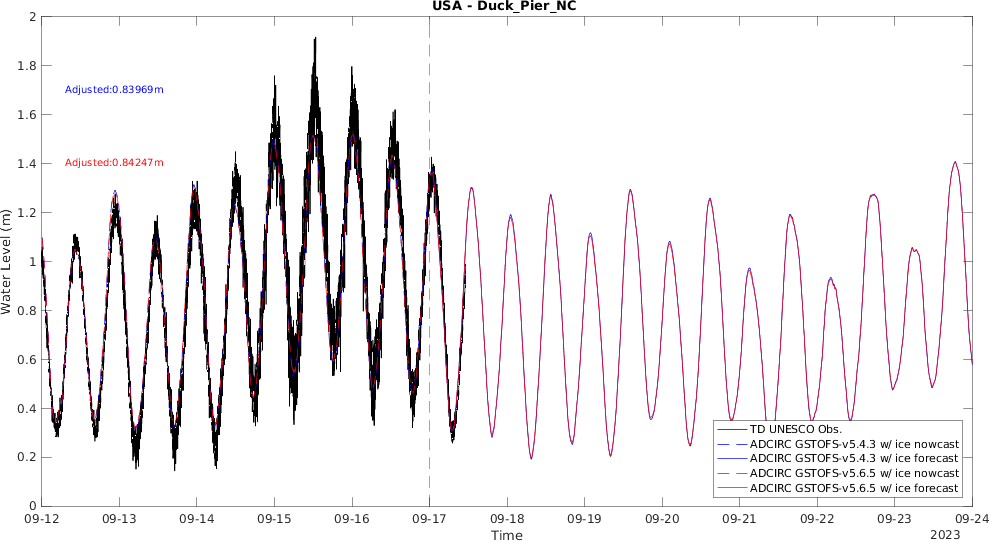 USA - Duck_Pier_NC
2
1.8
1.6
1.4
1.2
1
0.8
0.6
0.4
0.2
0
Water Level (m)
Adjusted:0.83969m
Adjusted:0.84247m
TD UNESCO Obs.
ADCIRC GSTOFS-v5.4.3 w/ ice nowcast
ADCIRC GSTOFS-v5.4.3 w/ ice forecast
ADCIRC GSTOFS-v5.6.5 w/ ice nowcast
ADCIRC GSTOFS-v5.6.5 w/ ice forecast
09-12 09-13 09-14 09-15 09-16 09-17 09-18 09-19 09-20 09-21 09-22 09-23 09-24
Time
2023